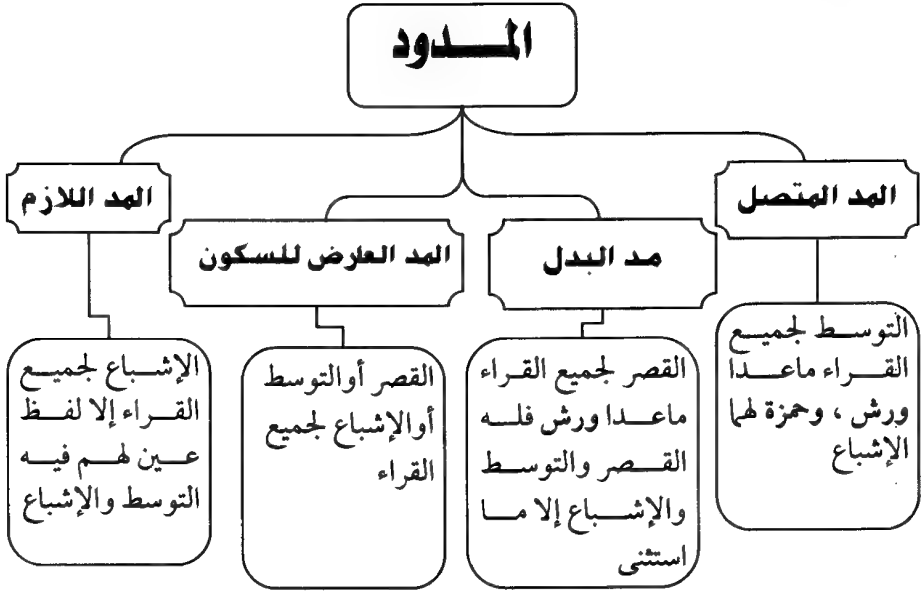 المـــدود
المد المتصل
مد البدل
المد العارض للسكون
المد اللازم
التوسط لجميع
القراء ماعدا
ورش ، وحمزة لهما
الإشباع
القصر لجميع القراء
ماعدا ورش فله
القصر والتوسط
والإشباع إلا ما
استثنى
القصر أوالتوسط
أوالإشباع لجميع
القراء
الإشباع لجميع
القراء إلا لفظ
عين لهم فيه
التوسط والإشباع